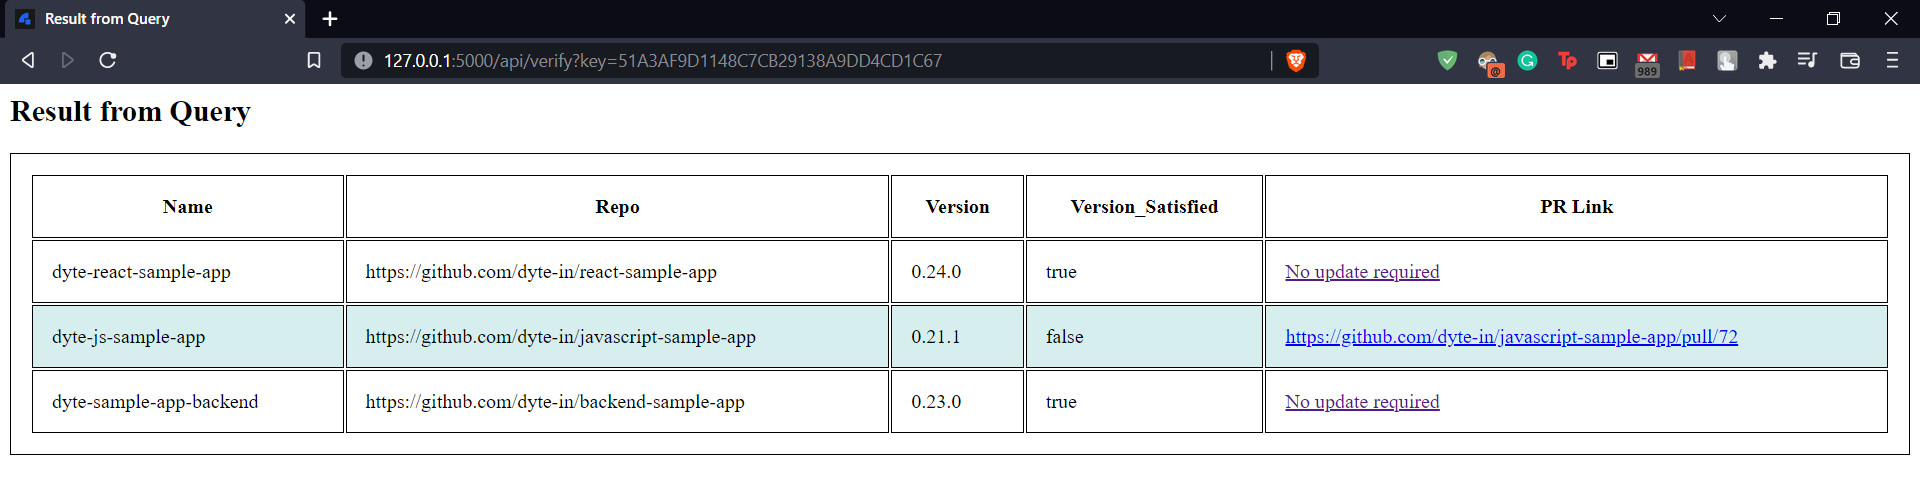 Result from Query
127.0.0.1:5000/api/verify?key=51A3AF9D1148C7CB29138A9DD4CD1C67
Tp
@
989
Result from Query
Name Repo Version Version_Satisfied PR Link
dyte-react-sample-app https://github.com/dyte-in/react-sample-app 0.24.0 true No update required
dyte-js-sample-app https://github.com/dyte-in/javascript-sample-app 0.21.1 false https://github.com/dyte-in/javascript-sample-app/pull/72
dyte-sample-app-backend https://github.com/dyte-in/backend-sample-app 0.23.0 true No update required